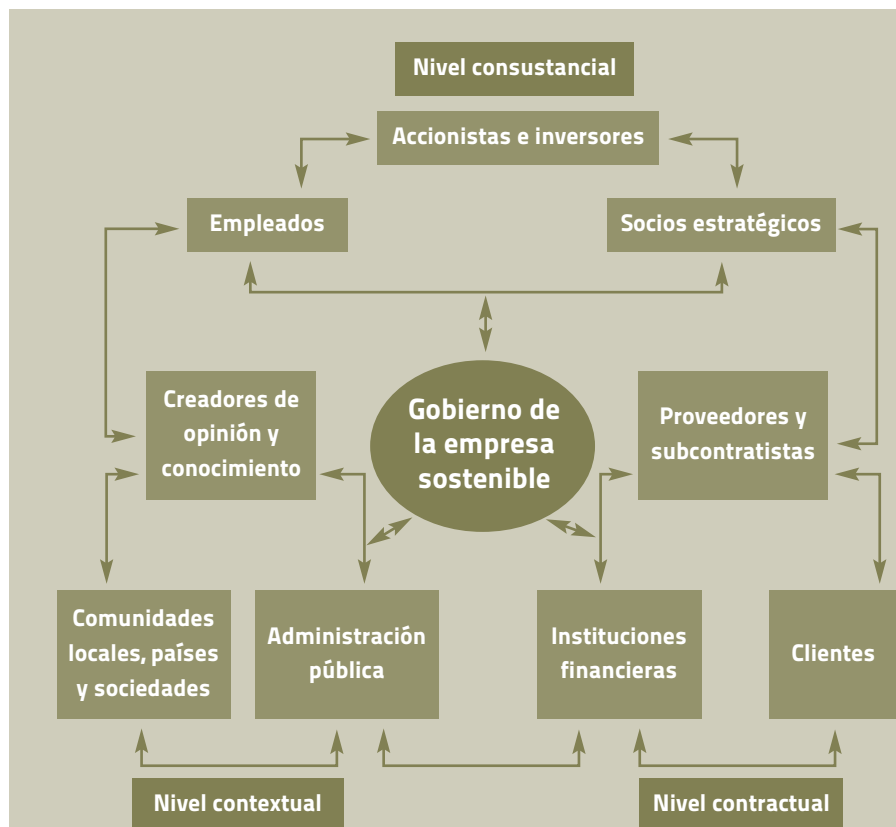 Nivel consustancial
Accionistas e inversores
Empleados
Socios estratégicos
Creadores de
opinión y
conocimiento
Gobierno de
la empresa
sostenible
Proveedores y
subcontratistas
Comunidades
locales, países
y sociedades
Administración
pública
Instituciones
financieras
Clientes
Nivel contextual
Nivel contractual